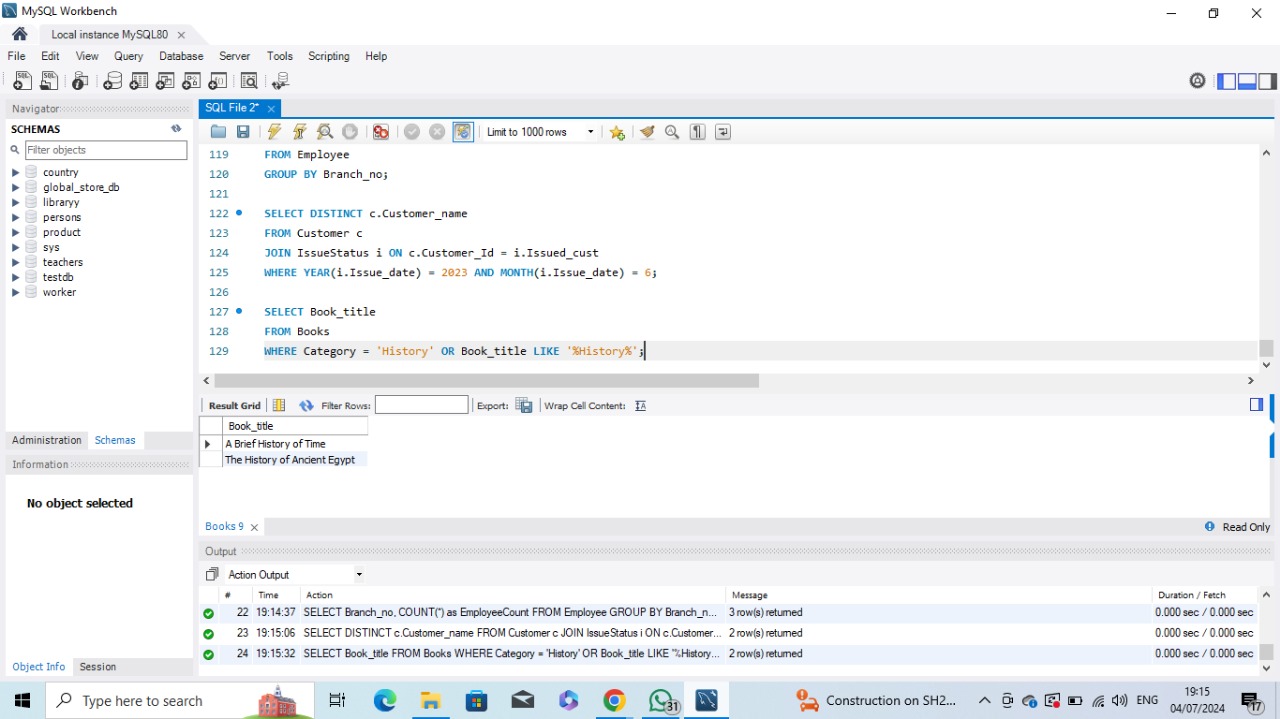 MySQL Workbench
Local instance MySQL80
File Edit View Query Database Server Tools Scripting Help
Navigator
SCHEMAS
Filter objects
country
global_store_db
libraryy
persons
product
sys
teachers
testdb
worker
Administration Schemas
Information
No object selected
Object Info Session
SQL File 2*
Limit to 1000 rows
119 FROM Employee
120 GROUP BY Branch_no;
121
122 SELECT DISTINCT c.Customer_name
123 FROM Customer c
124 JOIN IssueStatus i ON c.Customer_Id = i.Issued_cust
125 WHERE YEAR(i.Issue_date) = 2023 AND MONTH(i.Issue_date) = 6;
126
127 SELECT Book_title
128 FROM Books
129 WHERE Category = 'History' OR Book_title LIKE '%History%';
Result Grid Filter Rows: Export: Wrap Cell Content: IA
Book_title
A Brief History of Time
The History of Ancient Egypt
Books 9 Read Only
Output
Action Output
# Time Action Message Duration / Fetch
22 19:14:37 SELECT Branch_no, COUNT(*) as EmployeeCount FROM Employee GROUP BY Branch_n... 3 row(s) returned 0.000 sec / 0.000 sec
23 19:15:06 SELECT DISTINCT c.Customer_name FROM Customer c JOIN IssueStatus i ON c.Customer... 2 row(s) returned 0.000 sec / 0.000 sec
24 19:15:32 SELECT Book_title FROM Books WHERE Category = 'History' OR Book_title LIKE '%History... 2 row(s) returned 0.000 sec / 0.000 sec
Type here to search
31
Construction on SH2...
ENG
19:15
04/07/2024
17